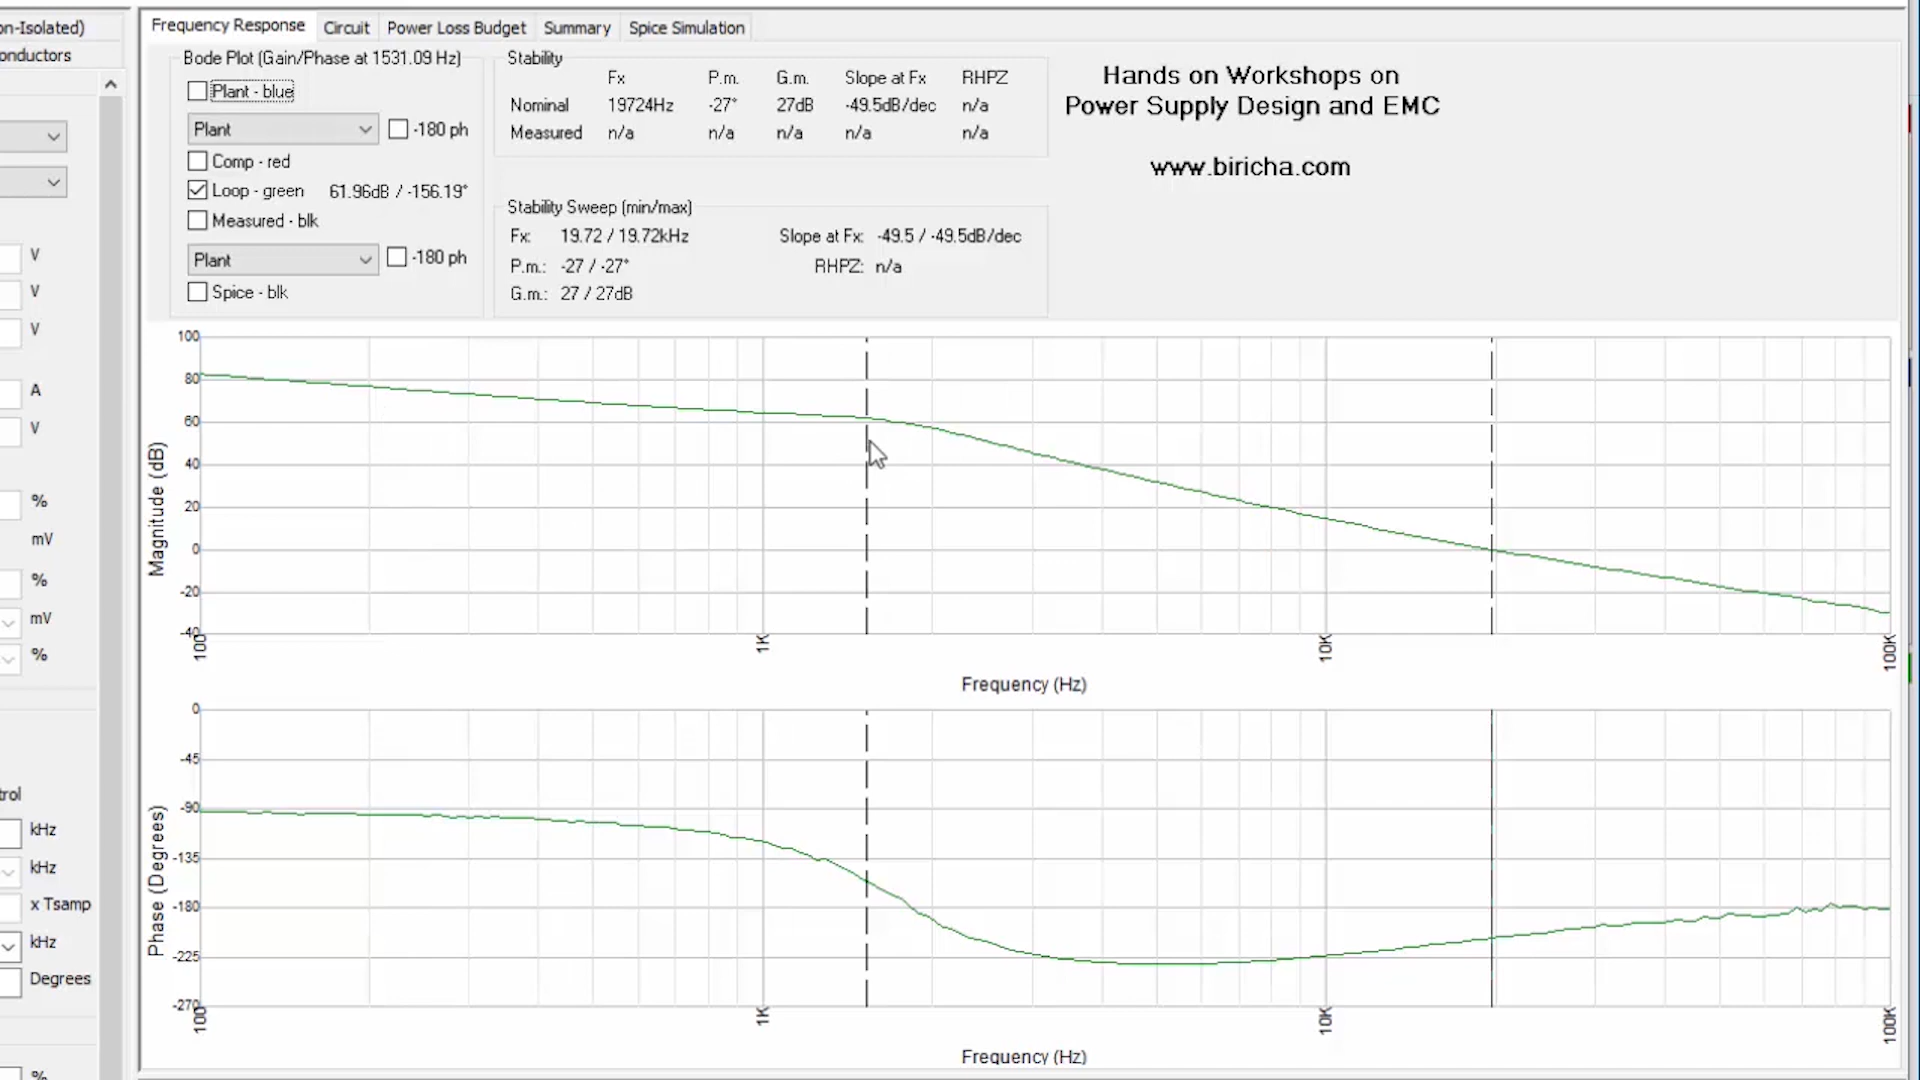 on-Isolated)
onductors
V
V
V
A
V
%
mV
%
mV
%
trol
kHz
kHz
x Tsamp
kHz
Degrees
%
Frequency Response
Circuit
Power Loss Budget
Summary
Spice Simulation
Bode Plot (Gain/Phase at 1531.09 Hz)
Plant - blue
Plant
-180 ph
Comp - red
Loop - green 61.96dB / -156.19°
Measured - blk
Plant
-180 ph
Spice - blk
Stability
Fx P.m. G.m. Slope at Fx RHPZ
Nominal 19724Hz -27° 27dB -49.5dB/dec n/a
Measured n/a n/a n/a n/a n/a
Stability Sweep (min/max)
Fx: 19.72 / 19.72kHz Slope at Fx: -49.5 / -49.5dB/dec
P.m.: -27 / -27° RHPZ: n/a
G.m.: 27 / 27dB
Hands on Workshops on
Power Supply Design and EMC
www.biricha.com
Magnitude (dB)
100
80
60
40
20
0
-20
-40
100 1K 10K 100K
Frequency (Hz)
Phase (Degrees)
0
-45
-90
-135
-180
-225
-270
100 1K 10K 100K
Frequency (Hz)